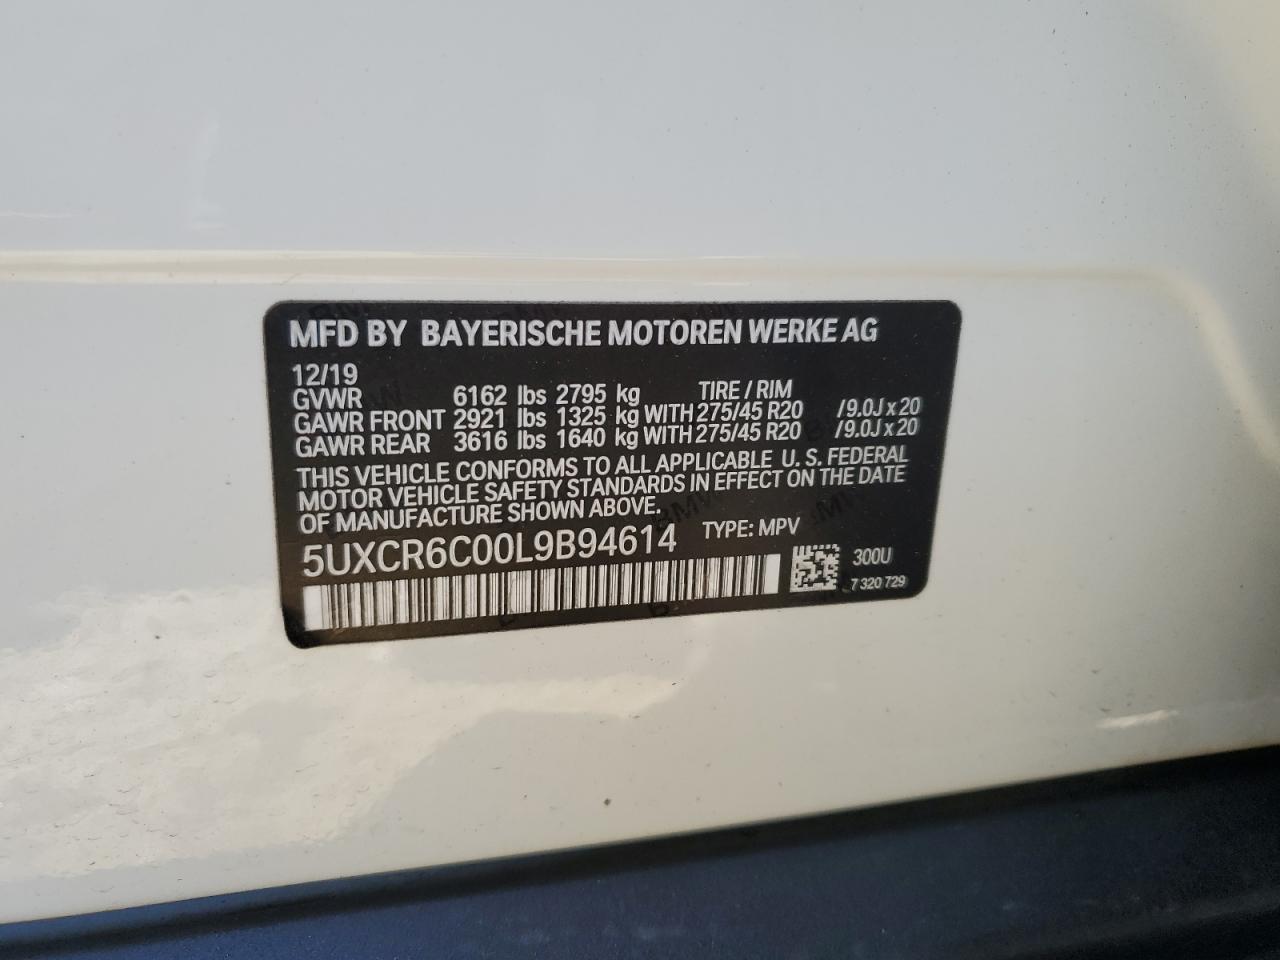 MFD BY BAYERISCHE MOTOREN WERKE AG
12/19
GVWR 6162 lbs 2795 kg TIRE / RIM
GAWR FRONT 2921 lbs 1325 kg WITH 275/45 R20 /9.0J x 20
GAWR REAR 3616 lbs 1640 kg WITH 275/45 R20 /9.0J x 20
THIS VEHICLE CONFORMS TO ALL APPLICABLE U. S. FEDERAL
MOTOR VEHICLE SAFETY STANDARDS IN EFFECT ON THE DATE
OF MANUFACTURE SHOWN ABOVE.
5UXCR6C00L9B94614 TYPE: MPV
300U
7 320 729